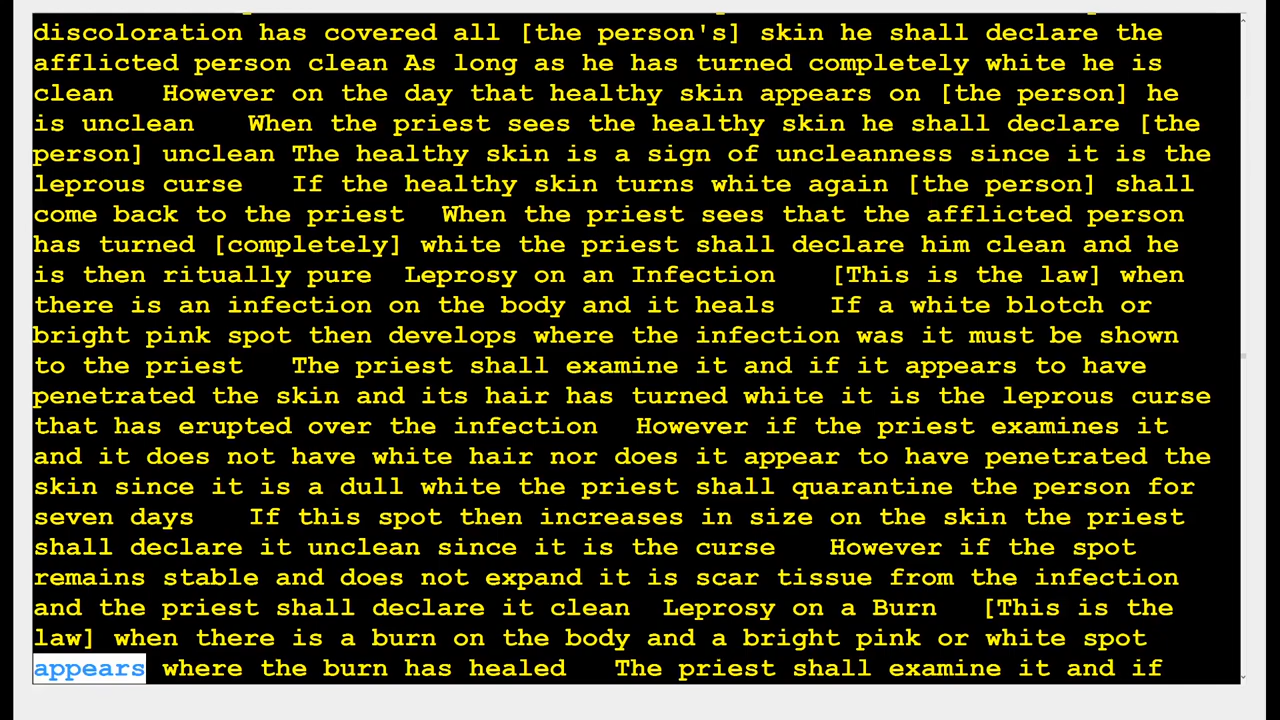 discoloration has covered all [the person's] skin he shall declare the
afflicted person clean As long as he has turned completely white he is
clean However on the day that healthy skin appears on [the person] he
is unclean When the priest sees the healthy skin he shall declare [the
person] unclean The healthy skin is a sign of uncleanness since it is the
leprous curse If the healthy skin turns white again [the person] shall
come back to the priest When the priest sees that the afflicted person
has turned [completely] white the priest shall declare him clean and he
is then ritually pure Leprosy on an Infection [This is the law] when
there is an infection on the body and it heals If a white blotch or
bright pink spot then develops where the infection was it must be shown
to the priest The priest shall examine it and if it appears to have
penetrated the skin and its hair has turned white it is the leprous curse
that has erupted over the infection However if the priest examines it
and it does not have white hair nor does it appear to have penetrated the
skin since it is a dull white the priest shall quarantine the person for
seven days If this spot then increases in size on the skin the priest
shall declare it unclean since it is the curse However if the spot
remains stable and does not expand it is scar tissue from the infection
and the priest shall declare it clean Leprosy on a Burn [This is the
law] when there is a burn on the body and a bright pink or white spot
appears where the burn has healed The priest shall examine it and if